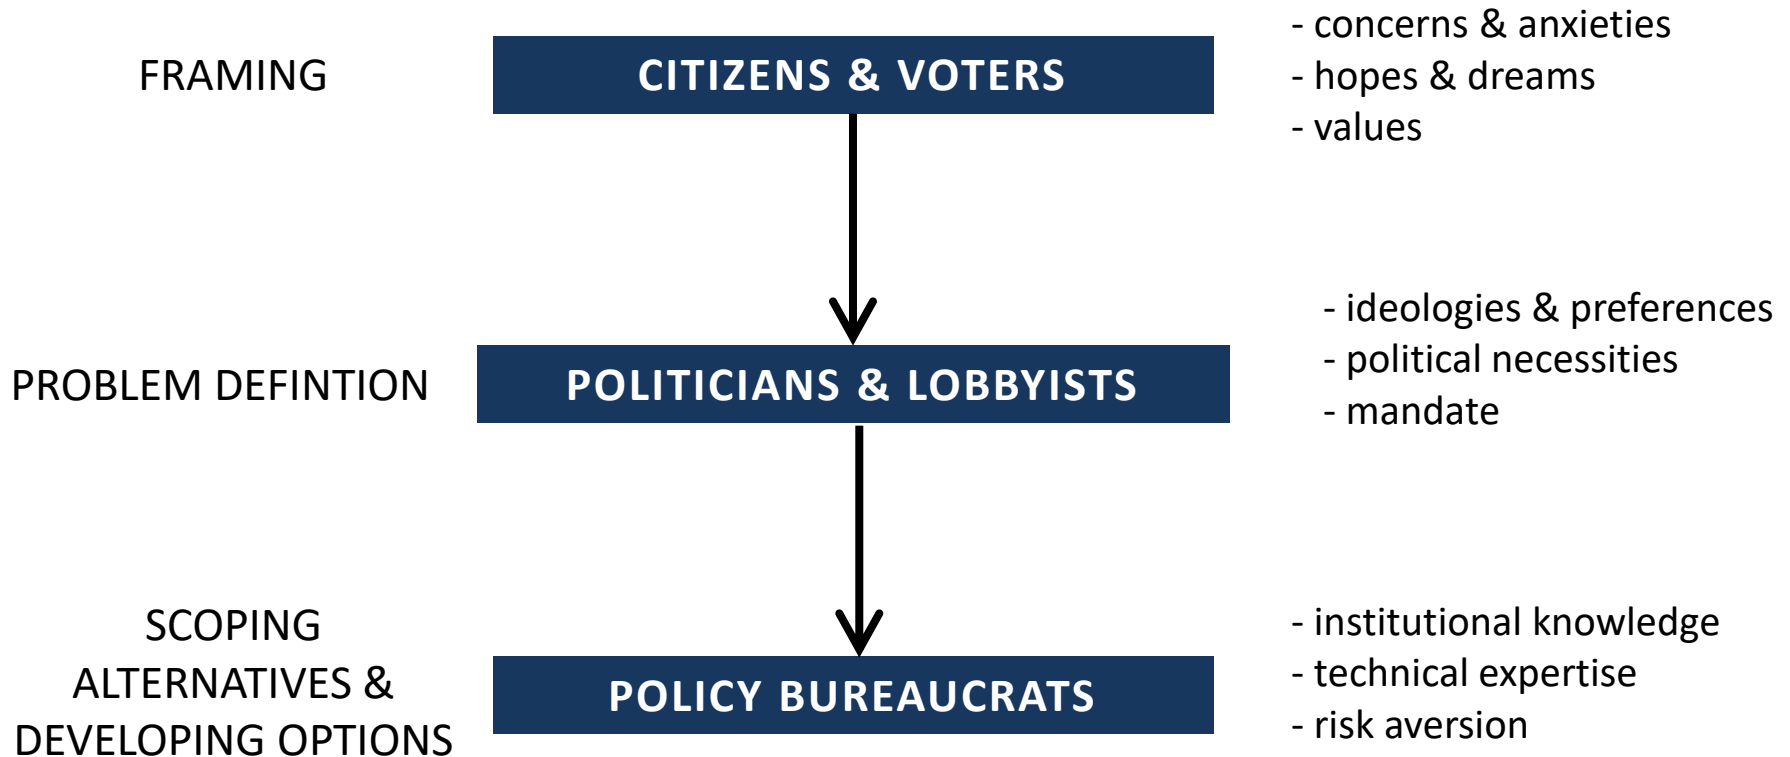 FRAMING
CITIZENS & VOTERS
- concerns & anxieties
- hopes & dreams
- values
PROBLEM DEFINTION
POLITICIANS & LOBBYISTS
- ideologies & preferences
- political necessities
- mandate
SCOPING
ALTERNATIVES &
DEVELOPING OPTIONS
POLICY BUREAUCRATS
- institutional knowledge
- technical expertise
- risk aversion